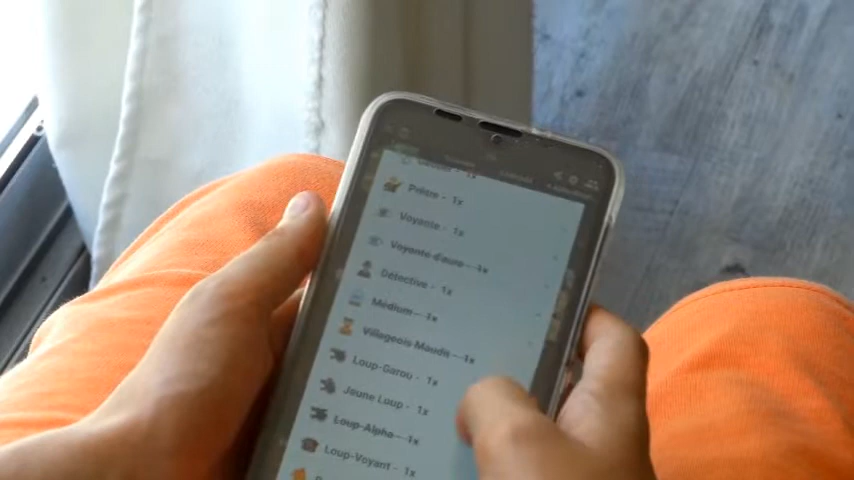 Prêtre - 1x
Voyante - 1x
Voyante d'aura - 1x
Détective - 1x
Médium - 1x
Villageois Maudit - 1x
Loup-Garou - 1x
Jeune Loup - 1x
Loup-Alpha - 1x
Loup-Voyant - 1x